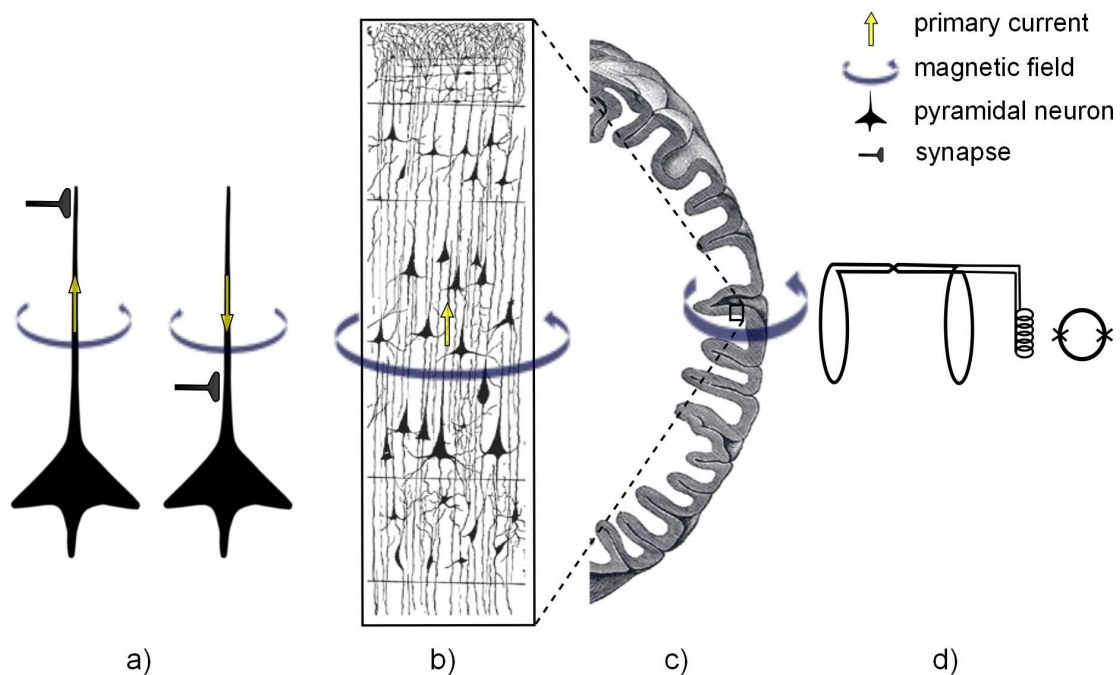 primary current
magnetic field
pyramidal neuron
synapse
a)
b)
c)
d)